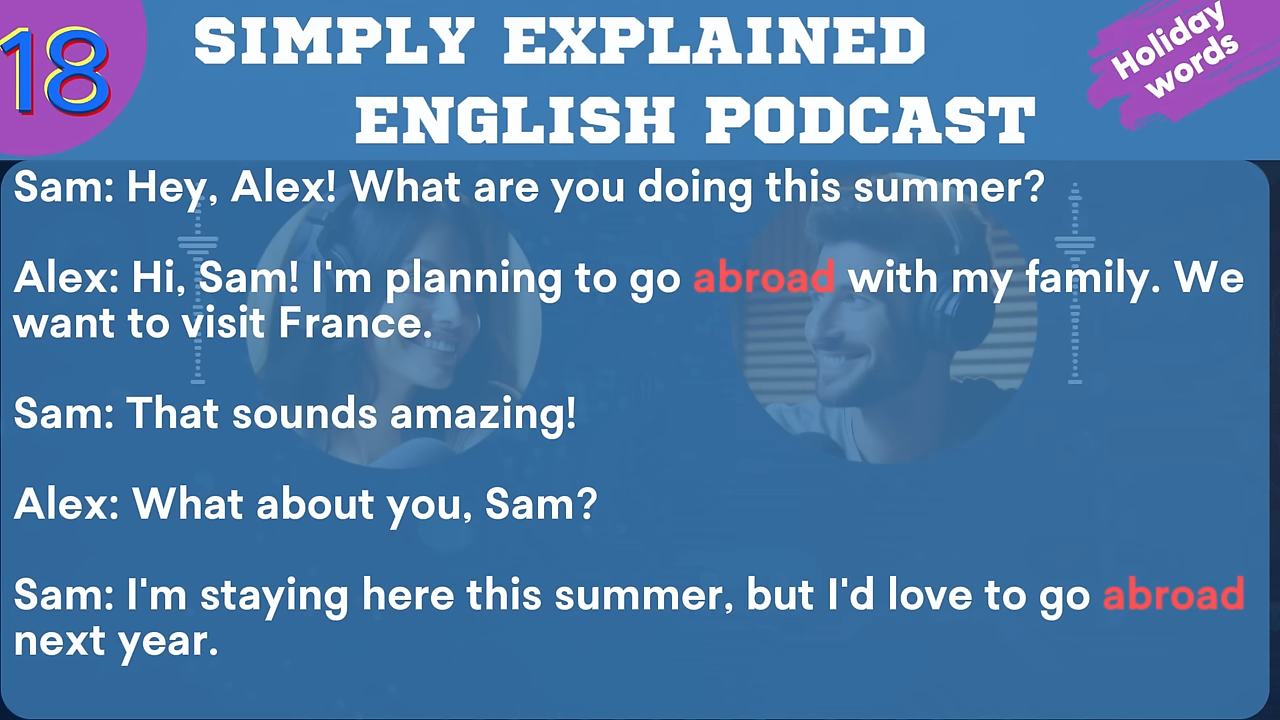 18
SIMPLY EXPLAINED
ENGLISH PODCAST
Holiday
words
Sam: Hey, Alex! What are you doing this summer?
Alex: Hi, Sam! I'm planning to go abroad with my family. We
want to visit France.
Sam: That sounds amazing!
Alex: What about you, Sam?
Sam: I'm staying here this summer, but I'd love to go abroad
next year.